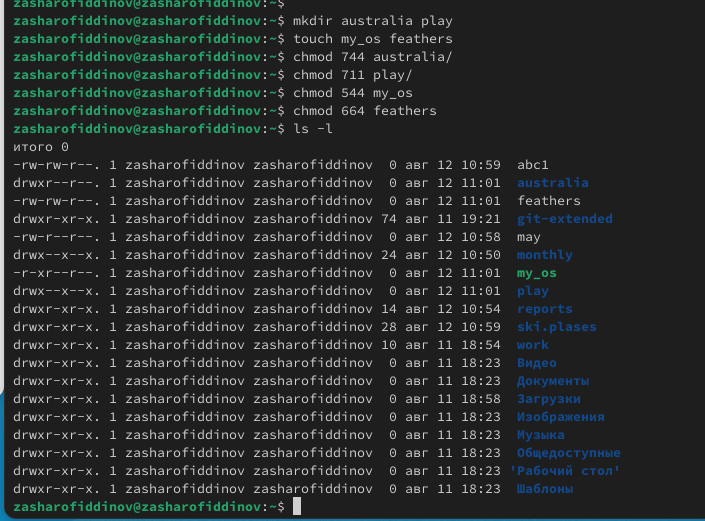 zasharofiddinov@zasharofiddinov:~$
zasharofiddinov@zasharofiddinov:~$ mkdir australia play
zasharofiddinov@zasharofiddinov:~$ touch my_os feathers
zasharofiddinov@zasharofiddinov:~$ chmod 744 australia/
zasharofiddinov@zasharofiddinov:~$ chmod 711 play/
zasharofiddinov@zasharofiddinov:~$ chmod 544 my_os
zasharofiddinov@zasharofiddinov:~$ chmod 664 feathers
zasharofiddinov@zasharofiddinov:~$ ls -l
итого 0
-rw-rw-r--. 1 zasharofiddinov zasharofiddinov  0 авг 12 10:59  abc1
drwxr--r--. 1 zasharofiddinov zasharofiddinov  0 авг 12 11:01  australia
-rw-rw-r--. 1 zasharofiddinov zasharofiddinov  0 авг 12 11:01  feathers
drwxr-xr-x. 1 zasharofiddinov zasharofiddinov 74 авг 11 19:21  git-extended
-rw-r--r--. 1 zasharofiddinov zasharofiddinov  0 авг 12 10:58  may
drwx--x--x. 1 zasharofiddinov zasharofiddinov 24 авг 12 10:50  monthly
-r-xr--r--. 1 zasharofiddinov zasharofiddinov  0 авг 12 11:01  my_os
drwx--x--x. 1 zasharofiddinov zasharofiddinov  0 авг 12 11:01  play
drwxr-xr-x. 1 zasharofiddinov zasharofiddinov 14 авг 12 10:54  reports
drwxr-xr-x. 1 zasharofiddinov zasharofiddinov 28 авг 12 10:59  ski.plases
drwxr-xr-x. 1 zasharofiddinov zasharofiddinov 10 авг 11 18:54  work
drwxr-xr-x. 1 zasharofiddinov zasharofiddinov  0 авг 11 18:23  Видео
drwxr-xr-x. 1 zasharofiddinov zasharofiddinov  0 авг 11 18:23  Документы
drwxr-xr-x. 1 zasharofiddinov zasharofiddinov  0 авг 11 18:58  Загрузки
drwxr-xr-x. 1 zasharofiddinov zasharofiddinov  0 авг 11 18:23  Изображения
drwxr-xr-x. 1 zasharofiddinov zasharofiddinov  0 авг 11 18:23  Музыка
drwxr-xr-x. 1 zasharofiddinov zasharofiddinov  0 авг 11 18:23  Общедоступные
drwxr-xr-x. 1 zasharofiddinov zasharofiddinov  0 авг 11 18:23 'Рабочий стол'
drwxr-xr-x. 1 zasharofiddinov zasharofiddinov  0 авг 11 18:23  Шаблоны
zasharofiddinov@zasharofiddinov:~$